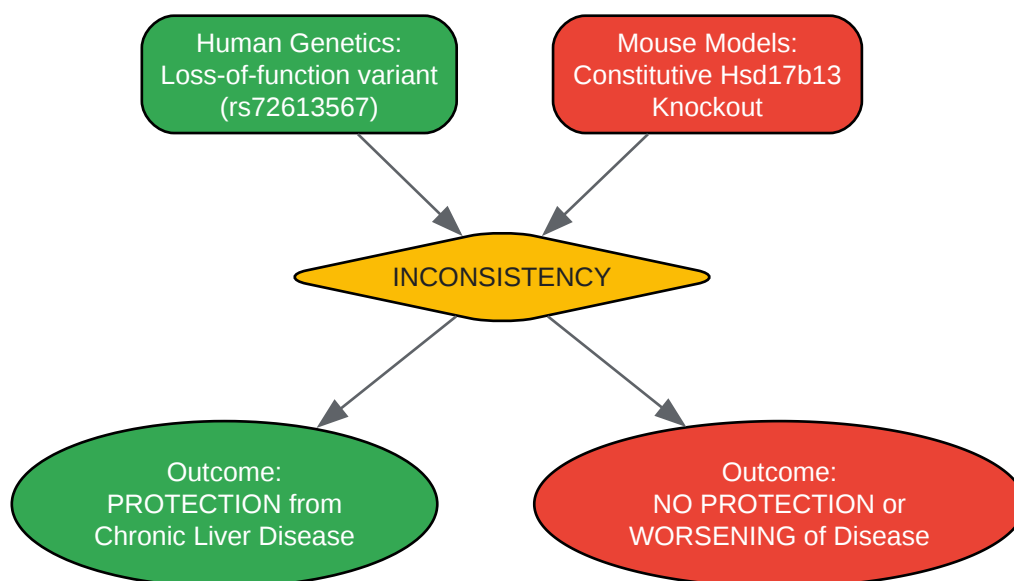 Human Genetics:
Loss-of-function variant
(rs72613567)
Mouse Models:
Constitutive Hsd17b13
Knockout
INCONSISTENCY
Outcome:
PROTECTION from
Chronic Liver Disease
Outcome:
NO PROTECTION or
WORSENING of Disease